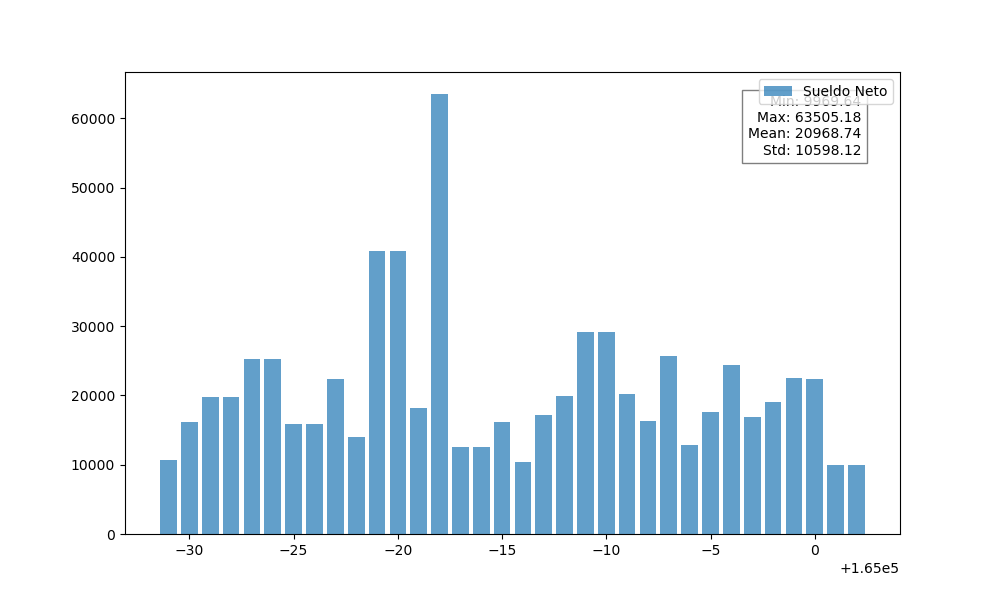 Sueldo Neto
Min: 9969.64
Max: 63505.18
Mean: 20968.74
Std: 10598.12
60000
50000
40000
30000
20000
10000
0
−30
−25
−20
−15
−10
−5
0
+1.65e5